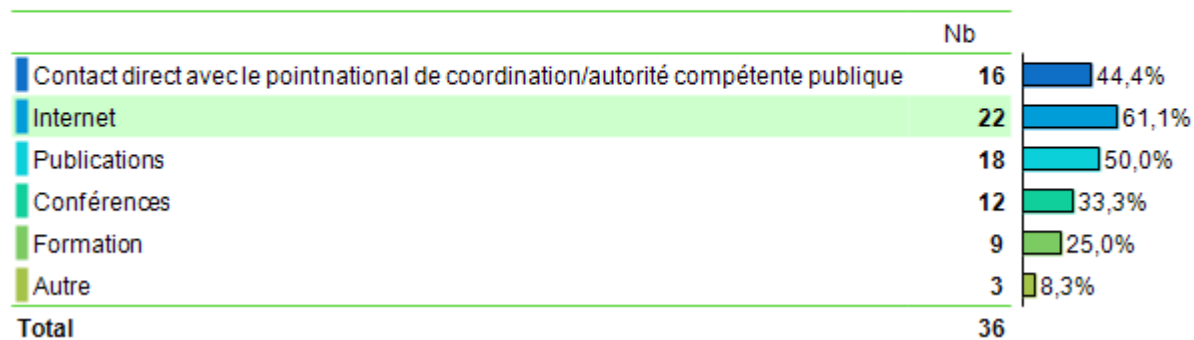 Nb
Contact direct avec le pointnational de coordination/autorité compétente publique 16 44,4%
Internet 22 61,1%
Publications 18 50,0%
Conférences 12 33,3%
Formation 9 25,0%
Autre 3 8,3%
Total 36